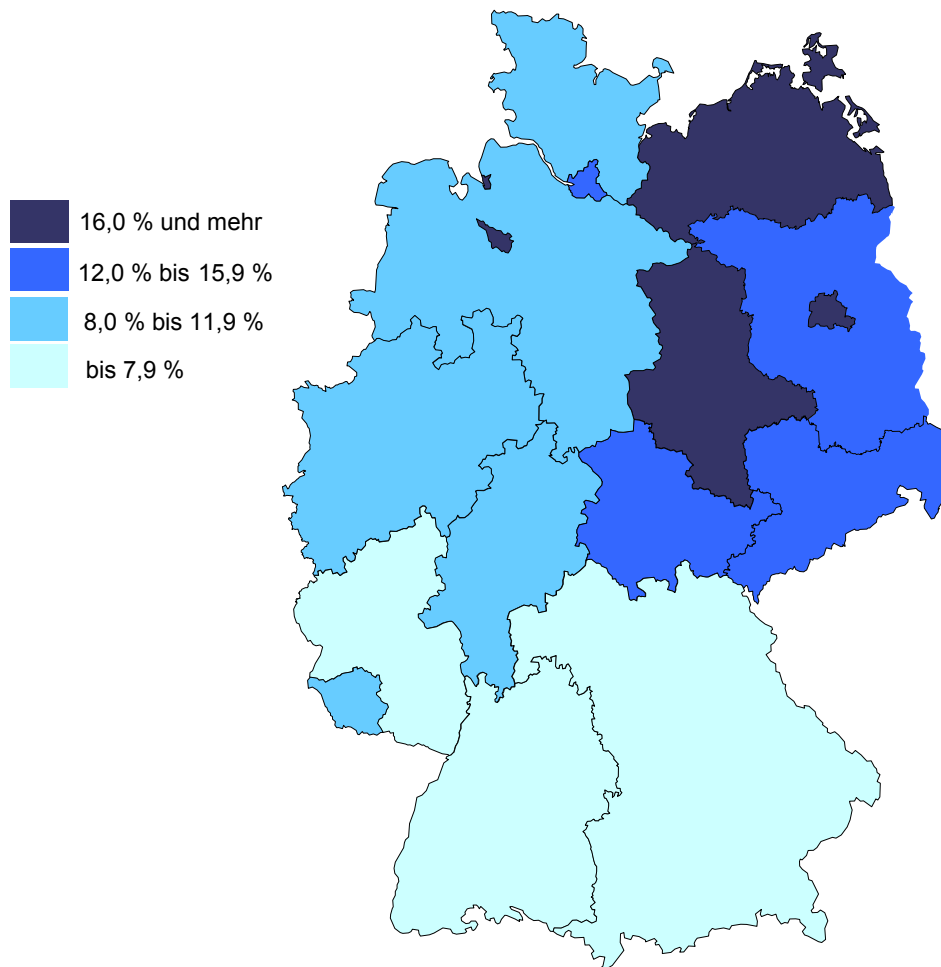 16,0 % und mehr
12,0 % bis 15,9 %
8,0 % bis 11,9 %
bis 7,9 %